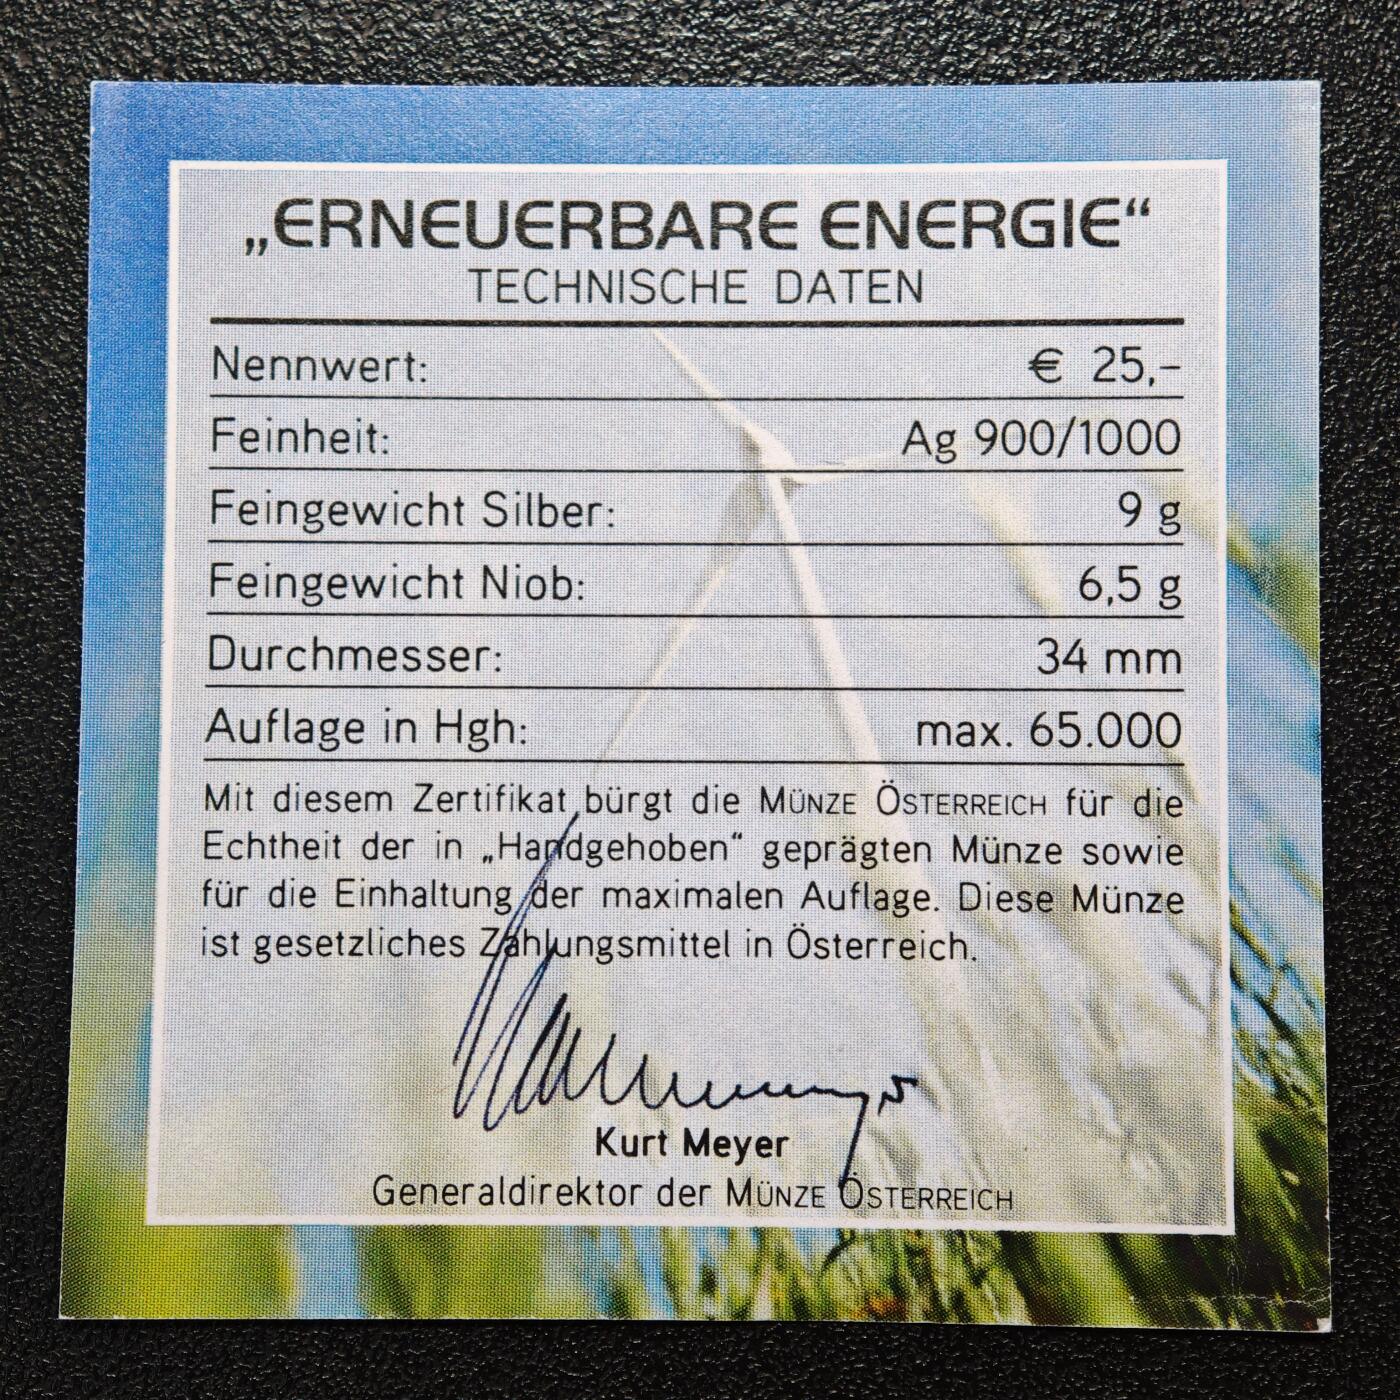 „ERNEUERBARE ENERGIE“
TECHNISCHE DATEN
Nennwert: € 25,–
Feinheit: Ag 900/1000
Feingewicht Silber: 9 g
Feingewicht Niob: 6,5 g
Durchmesser: 34 mm
Auflage in Hgh: max. 65.000
Mit diesem Zertifikat bürgt die MÜNZE ÖSTERREICH für die
Echtheit der in „Handgehoben“ geprägten Münze sowie
für die Einhaltung der maximalen Auflage. Diese Münze
ist gesetzliches Zahlungsmittel in Österreich.
Kurt Meyer
Generaldirektor der MÜNZE ÖSTERREICH